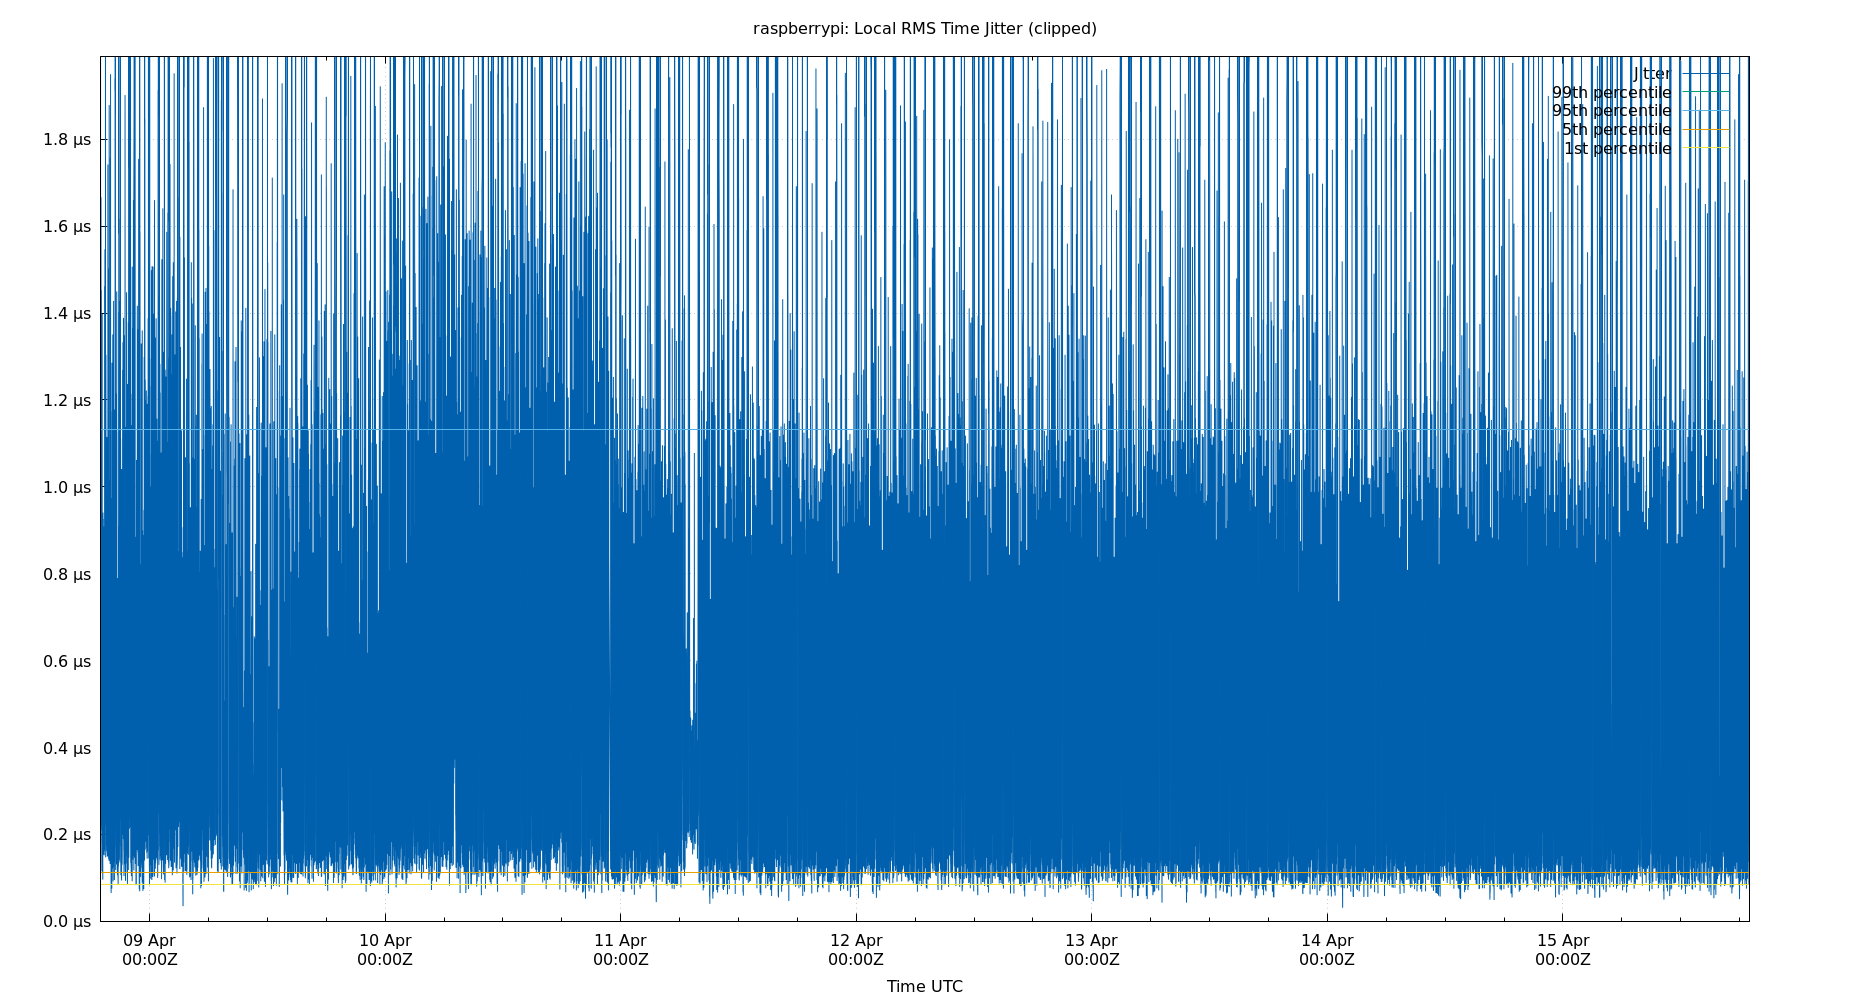 raspberrypi: Local RMS Time Jitter (clipped)
Jitter
99th percentile
95th percentile
5th percentile
1st percentile
1.8 µs
1.6 µs
1.4 µs
1.2 µs
1.0 µs
0.8 µs
0.6 µs
0.4 µs
0.2 µs
0.0 µs
09 Apr 10 Apr 11 Apr 12 Apr 13 Apr 14 Apr 15 Apr
00:00Z 00:00Z 00:00Z 00:00Z 00:00Z 00:00Z 00:00Z
Time UTC